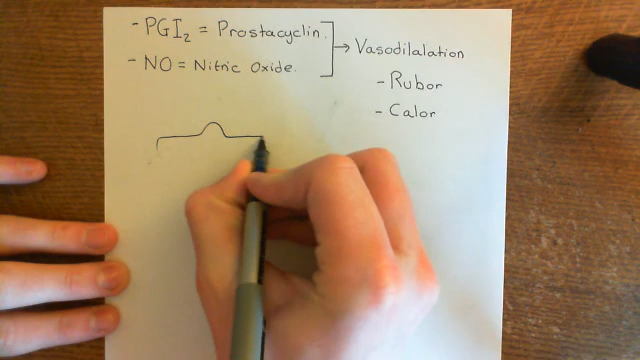 - PGI₂ = Prostacyclin.
- NO = Nitric Oxide.
→ Vasodilalation
- Rubor
- Calor